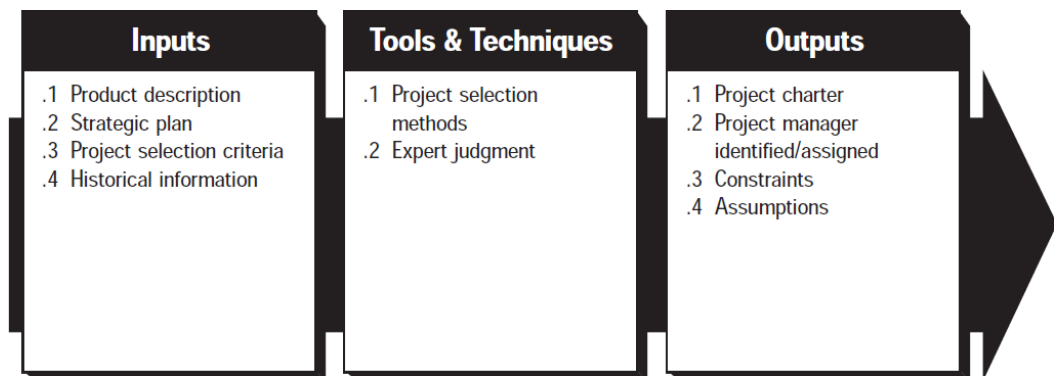 Inputs
.1 Product description
.2 Strategic plan
.3 Project selection criteria
.4 Historical information
Tools & Techniques
.1 Project selection
methods
.2 Expert judgment
Outputs
.1 Project charter
.2 Project manager
identified/assigned
.3 Constraints
.4 Assumptions